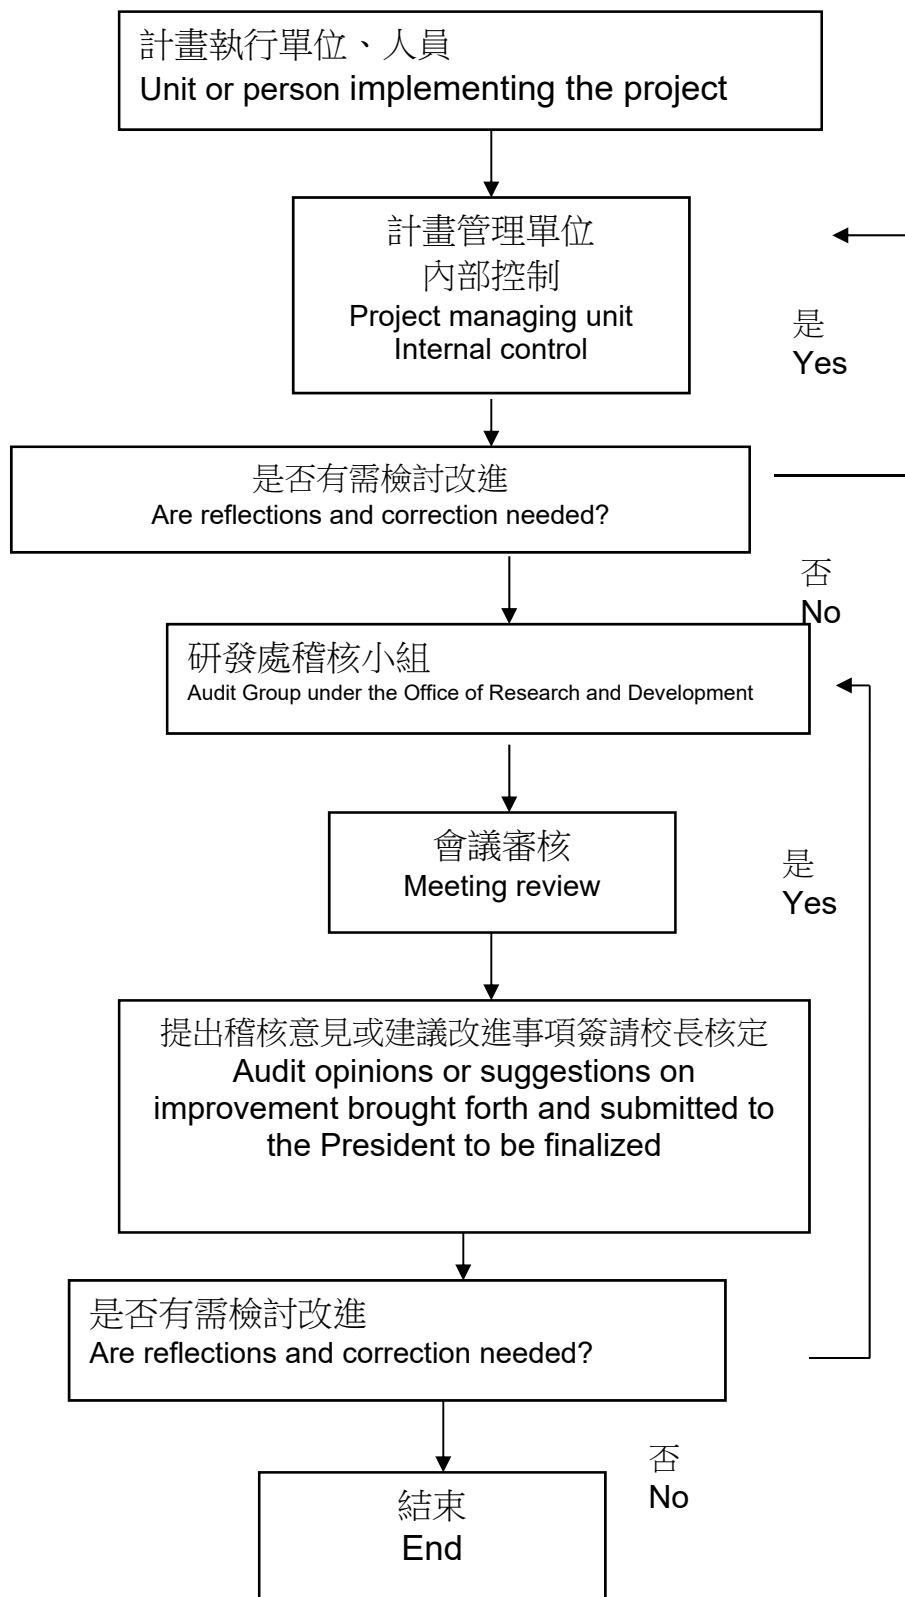 計畫執行單位、人員
Unit or person implementing the project
計畫管理單位
內部控制
Project managing unit
Internal control
是
Yes
是否有需檢討改進
Are reflections and correction needed?
否
No
研發處稽核小組
Audit Group under the Office of Research and Development
會議審核
Meeting review
是
Yes
提出稽核意見或建議改進事項簽請校長核定
Audit opinions or suggestions on
improvement brought forth and submitted to
the President to be finalized
是否有需檢討改進
Are reflections and correction needed?
否
No
結束
End